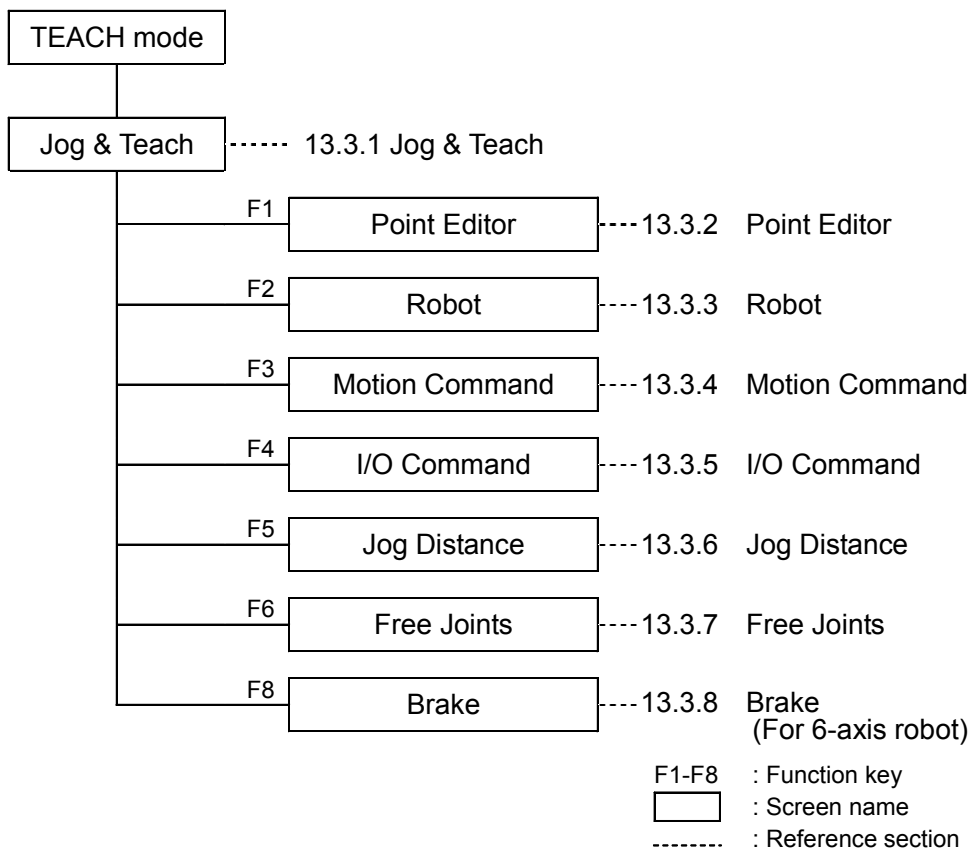 TEACH mode
Jog & Teach 13.3.1 Jog & Teach
F1 Point Editor 13.3.2 Point Editor
F2 Robot 13.3.3 Robot
F3 Motion Command 13.3.4 Motion Command
F4 I/O Command 13.3.5 I/O Command
F5 Jog Distance 13.3.6 Jog Distance
F6 Free Joints 13.3.7 Free Joints
F8 Brake 13.3.8 Brake
(For 6-axis robot)
F1-F8 : Function key
: Screen name
: Reference section